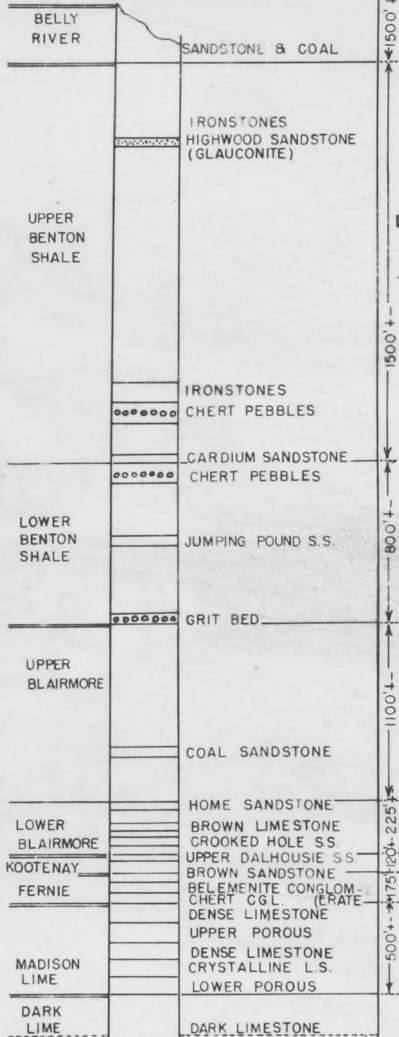 BELLY
RIVER
SANDSTONE & COAL
1500'+
IRONSTONES
HIGHWOOD SANDSTONE
(GLAUCONITE)
UPPER
BENTON
SHALE
1500'+-
IRONSTONES
CHERT PEBBLES
CARDIUM SANDSTONE
CHERT PEBBLES
LOWER
BENTON
SHALE
800'+-
JUMPING POUND S.S.
GRIT BED
UPPER
BLAIRMORE
1100'+-
COAL SANDSTONE
HOME SANDSTONE
LOWER
BLAIRMORE
225'+
BROWN LIMESTONE
CROOKED HOLE S.S.
UPPER DALHOUSIE S.S.
KOOTENAY
120+-
BROWN SANDSTONE
FERNIE
175'+
BELEMENITE CONGLOM-
CHERT CGL. (ERATE
DENSE LIMESTONE
UPPER POROUS
500'+-
DENSE LIMESTONE
MADISON
LIME
CRYSTALLINE L.S.
LOWER POROUS
DARK
LIME
DARK LIMESTONE